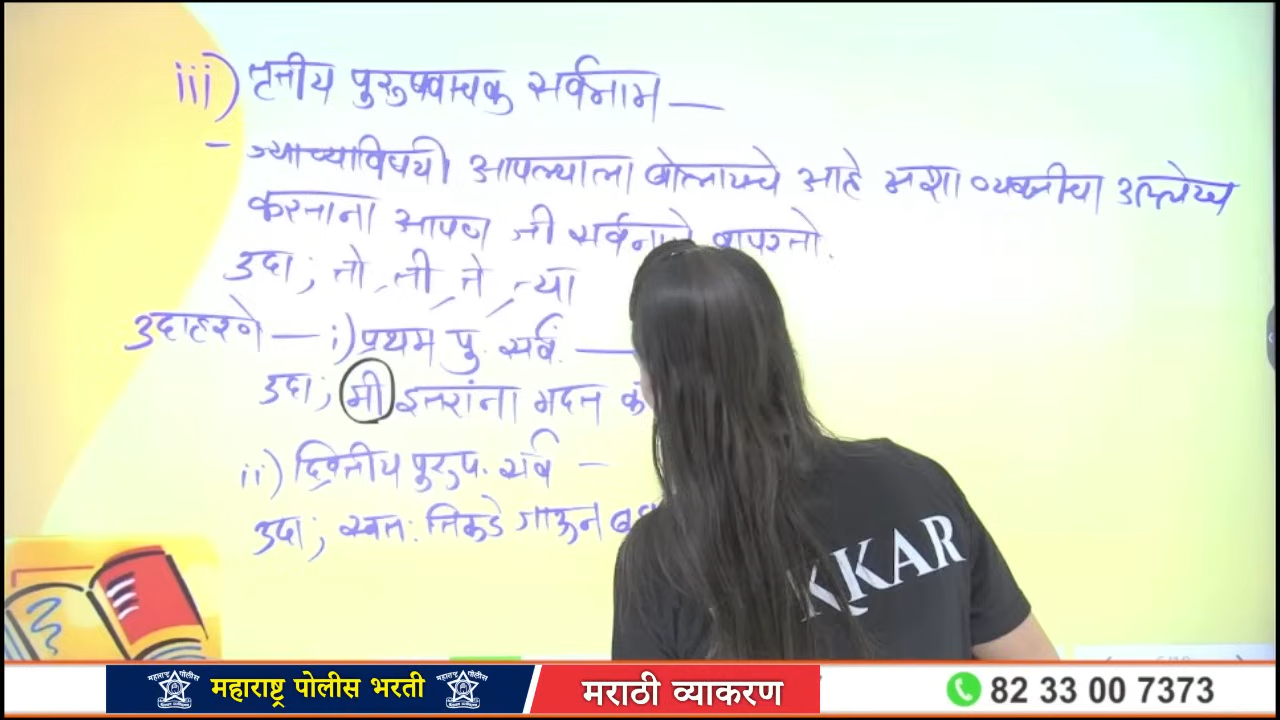 iii) तृतीय पुरुषवाचक सर्वनाम —
- ज्याच्याविषयी आपल्याला बोलायचे आहे अशा व्यक्तीचा उल्लेख
करताना आपण जी सर्वनामे वापरतो.
उदा; तो, ती, ते, त्या
उदाहरणे — i) प्रथम पु. सर्व. —
उदा; मी इतरांना मदत
ii) द्वितीय पुरुष. सर्व —
उदा; स्वत: तिकडे जाऊन
KKAR
महाराष्ट्र पोलीस भरती
मराठी व्याकरण
82 33 00 7373